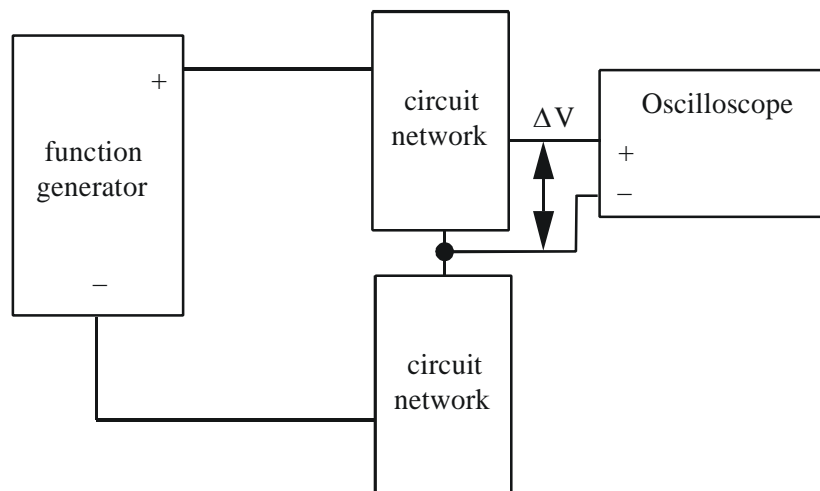 function
generator
+
−
circuit
network
ΔV
Oscilloscope
+
−
circuit
network